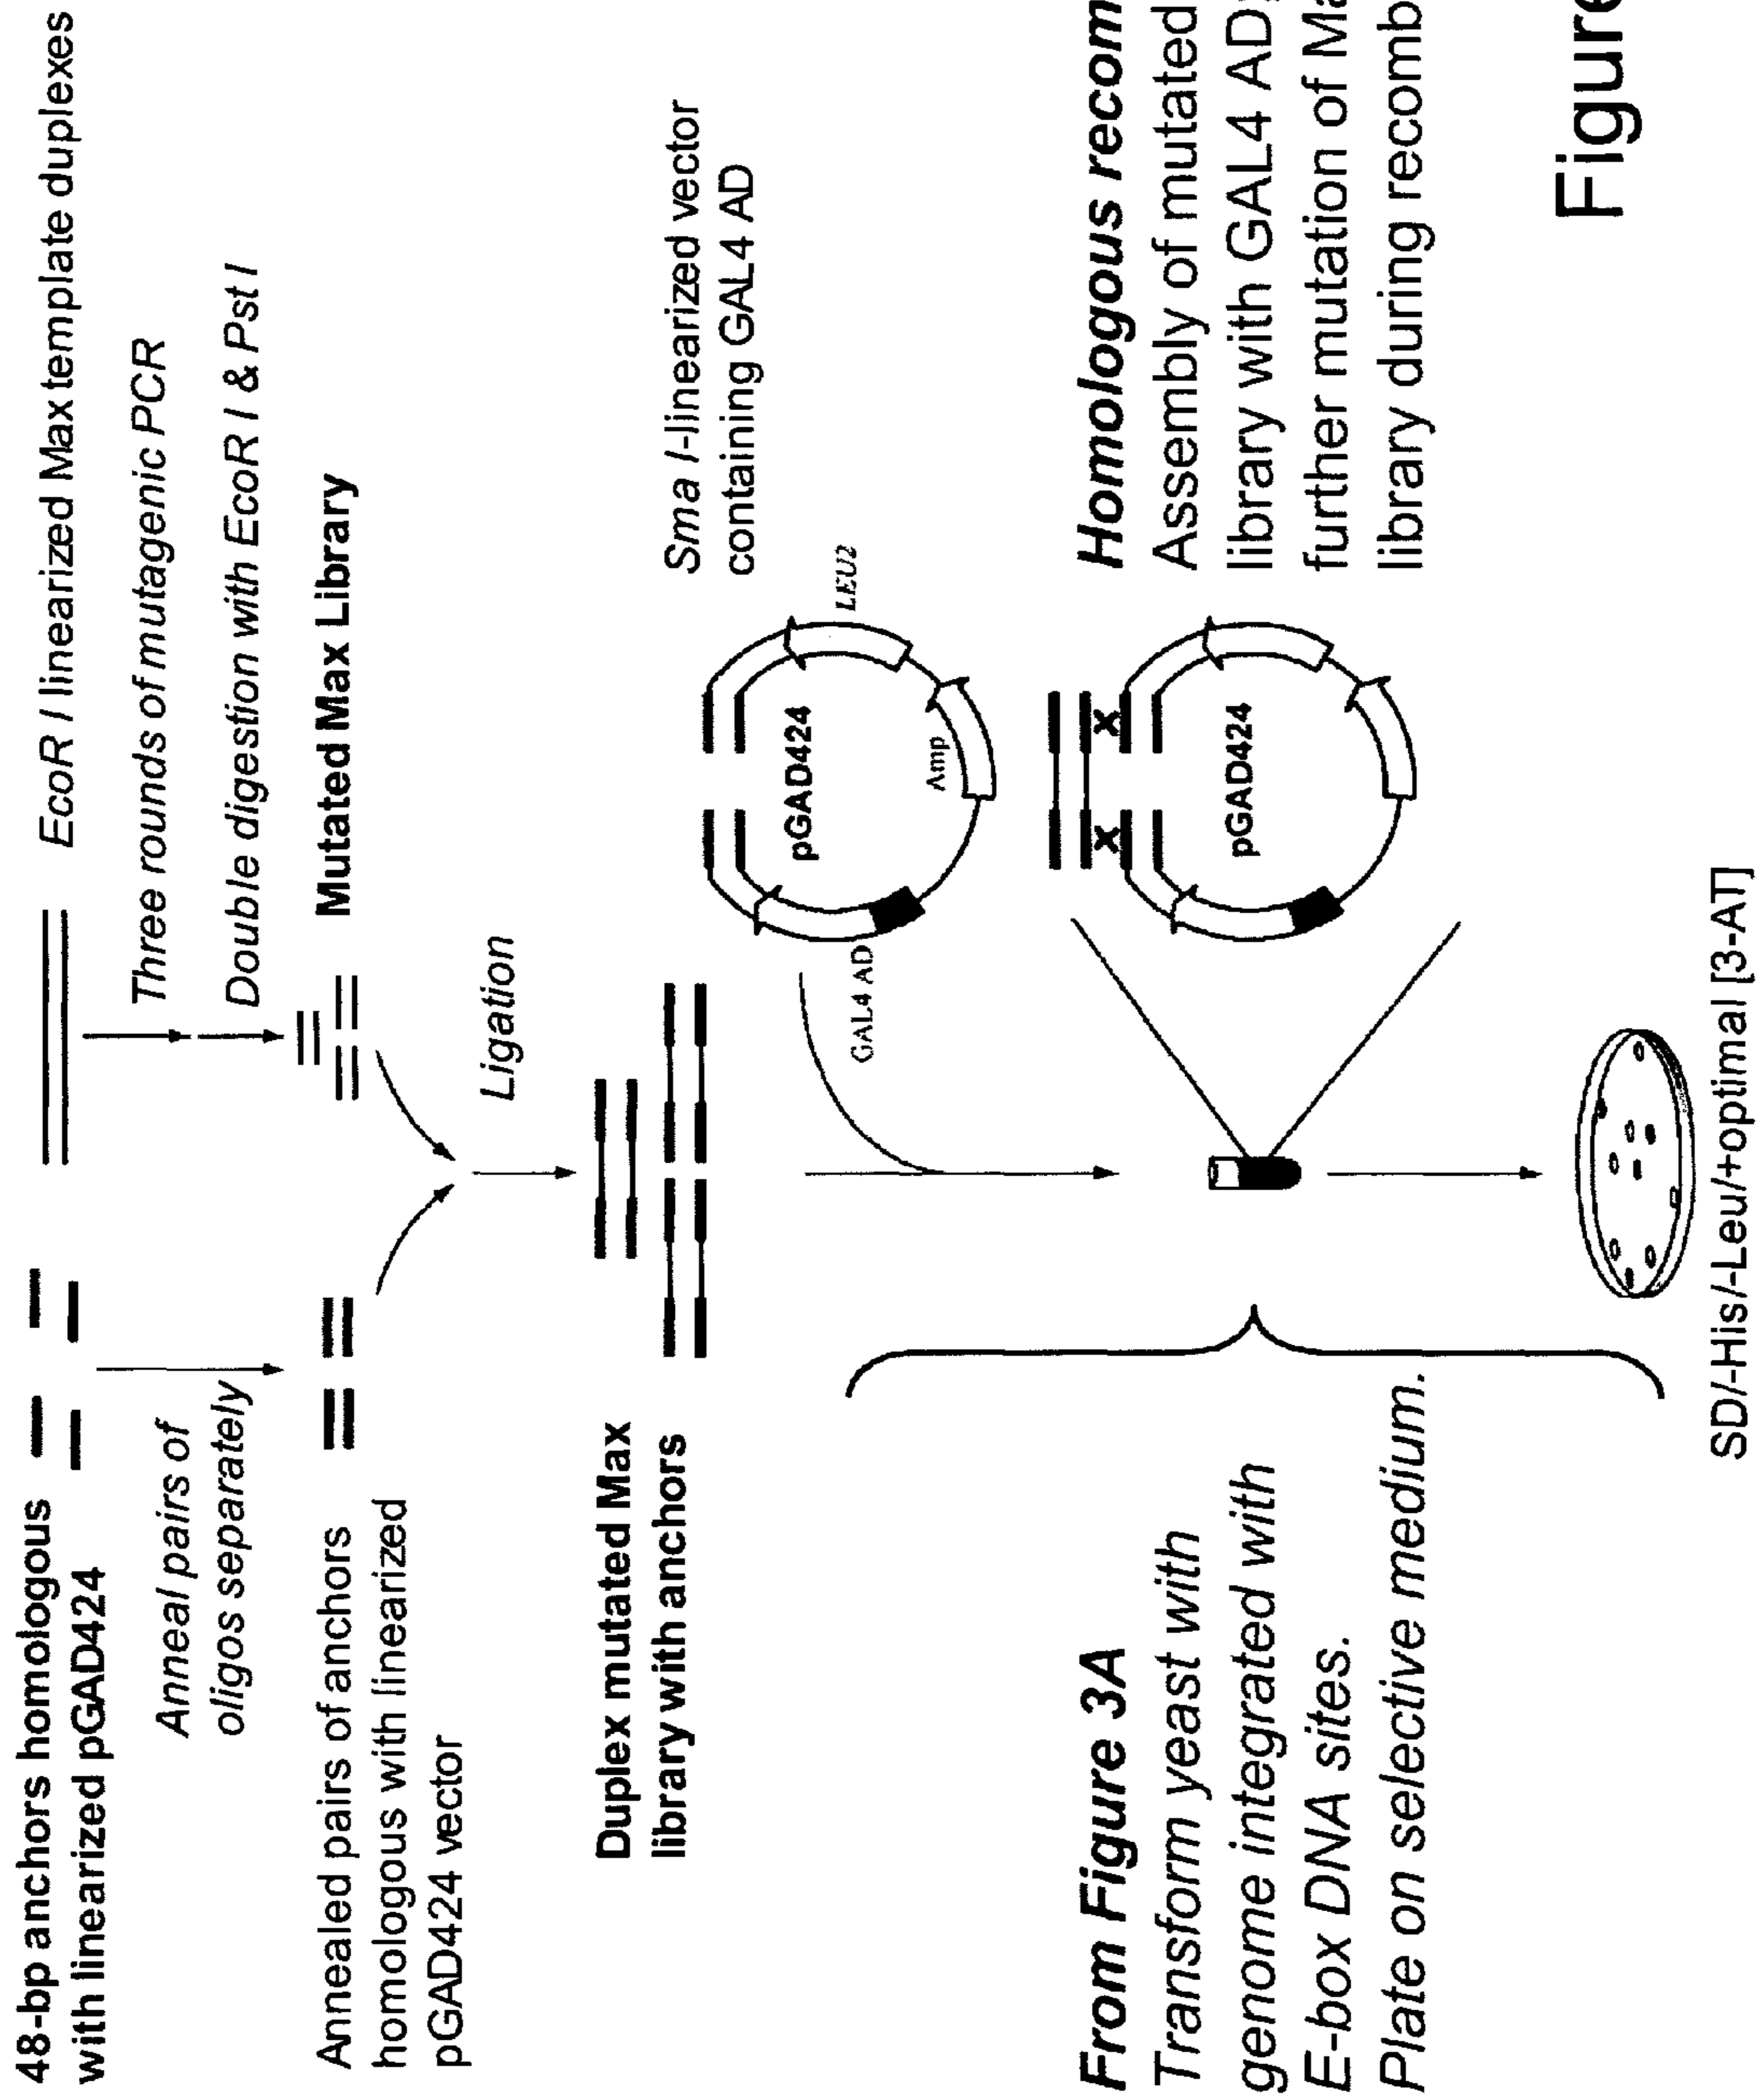 48-bp anchors homologous
with linearized pGAD424
EcoR I linearized Max template duplexes
Anneal pairs of
oligos separately
Three rounds of mutagenic PCR
Double digestion with EcoR I & Pst I
Annealed pairs of anchors
homologous with linearized
pGAD424 vector
Mutated Max Library
Ligation
Duplex mutated Max
library with anchors
Sma I-linearized vector
containing GAL4 AD
pGAD424
LEU2
Amp
GAL4 AD
From Figure 3A
Transform yeast with
genome integrated with
E-box DNA sites.
Plate on selective medium.
x
x
pGAD424
Homologous recom
Assembly of mutated
library with GAL4 AD;
further mutation of Ma
library during recomb
SD/-His/-Leu/+optimal [3-AT]
Figure